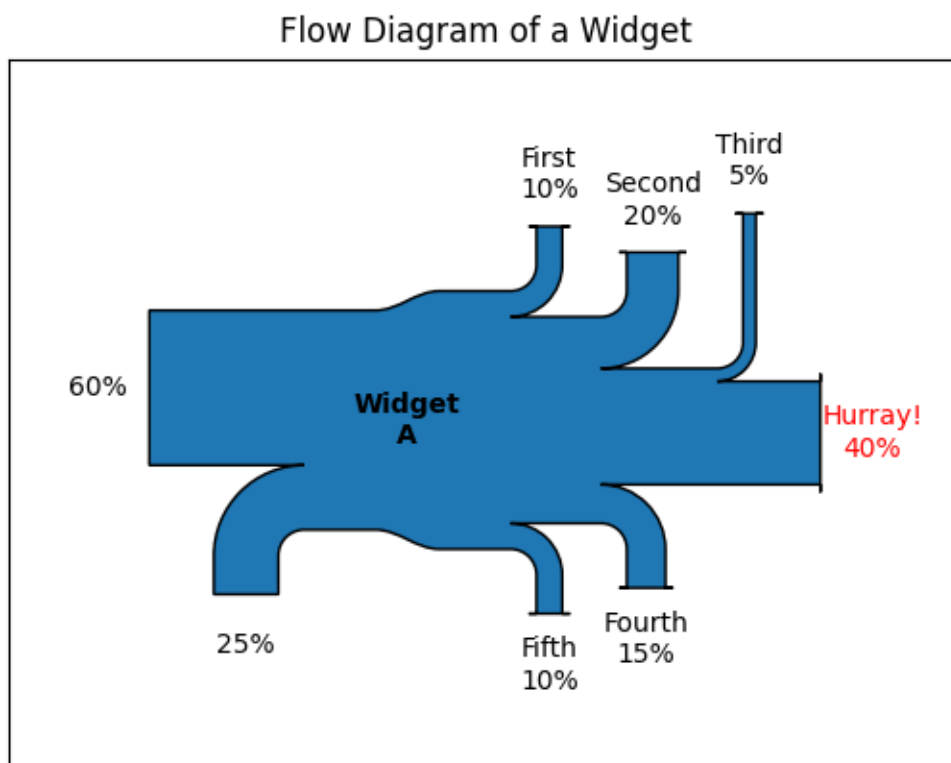 Flow Diagram of a Widget
First
10%
Second
20%
Third
5%
60%
Widget
A
Hurray!
40%
25%
Fifth
10%
Fourth
15%